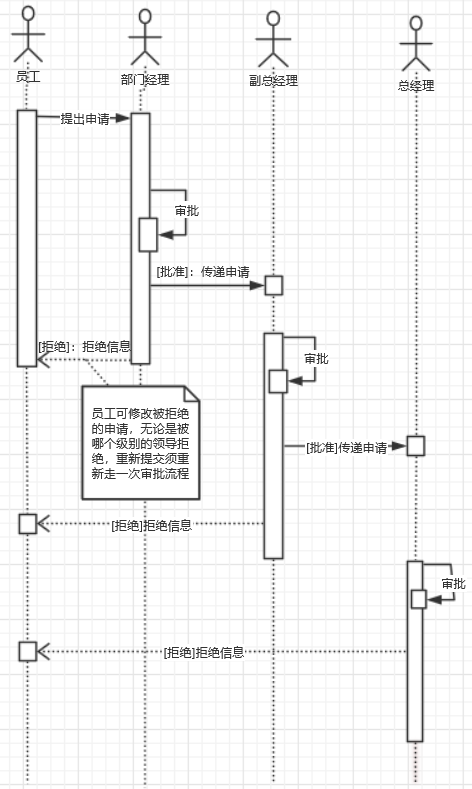 员工
部门经理
副总经理
总经理
提出申请
审批
[批准]：传递申请
[拒绝]：拒绝信息
审批
员工可修改被拒绝
的申请，无论是被
哪个级别的领导拒
绝，重新提交须重
新走一次审批流程
[批准]传递申请
[拒绝]拒绝信息
审批
[拒绝]拒绝信息